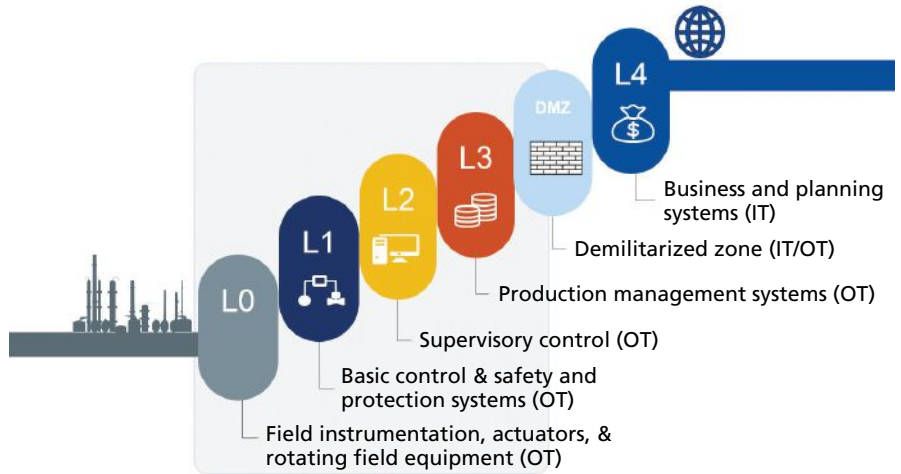 L4
DMZ
L3
L2
L1
L0
Business and planning
systems (IT)
Demilitarized zone (IT/OT)
Production management systems (OT)
Supervisory control (OT)
Basic control & safety and
protection systems (OT)
Field instrumentation, actuators, &
rotating field equipment (OT)
$